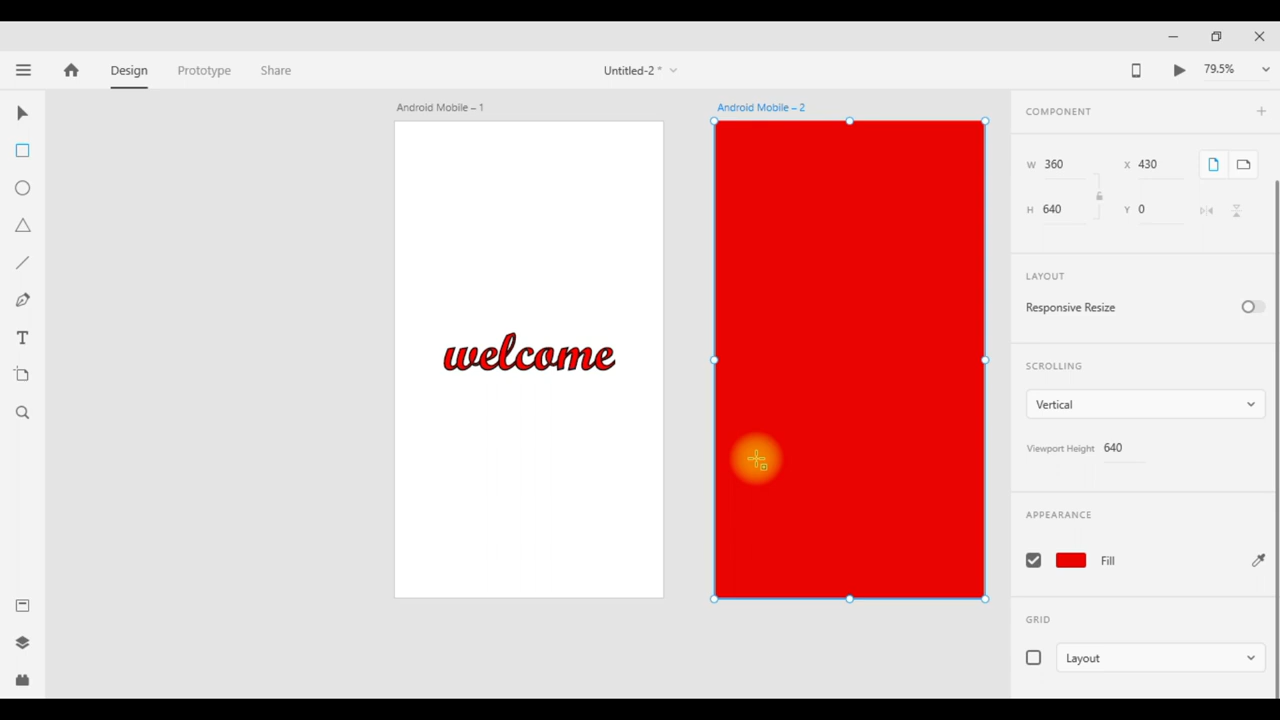 Design
Prototype
Share
Untitled-2 *
79.5%
Android Mobile – 1
Android Mobile – 2
welcome
COMPONENT
W 360
X 430
H 640
Y 0
LAYOUT
Responsive Resize
SCROLLING
Vertical
Viewport Height 640
APPEARANCE
Fill
GRID
Layout